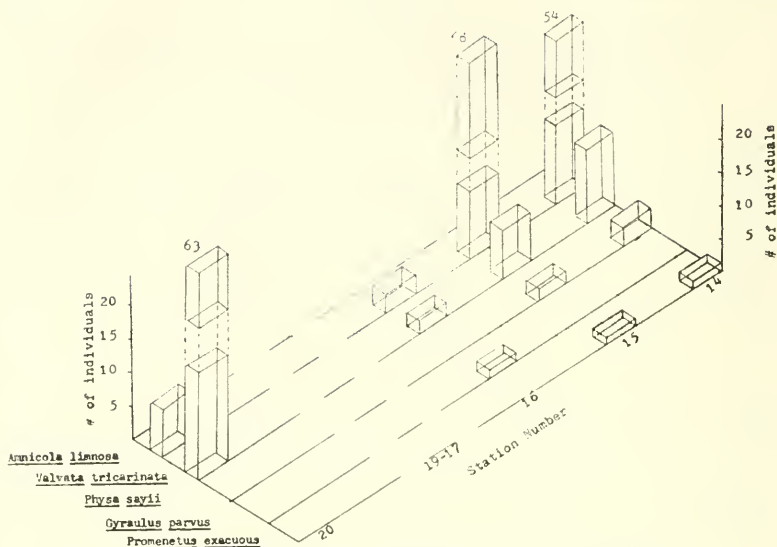 54
63
20
15
10
5
# of individuals
20
15
10
5
# of individuals
14
15
16
19-17
20
Station Number
Amnicola limnosa
Valvata tricarinata
Physa sayii
Gyraulus parvus
Promenetus exacuous